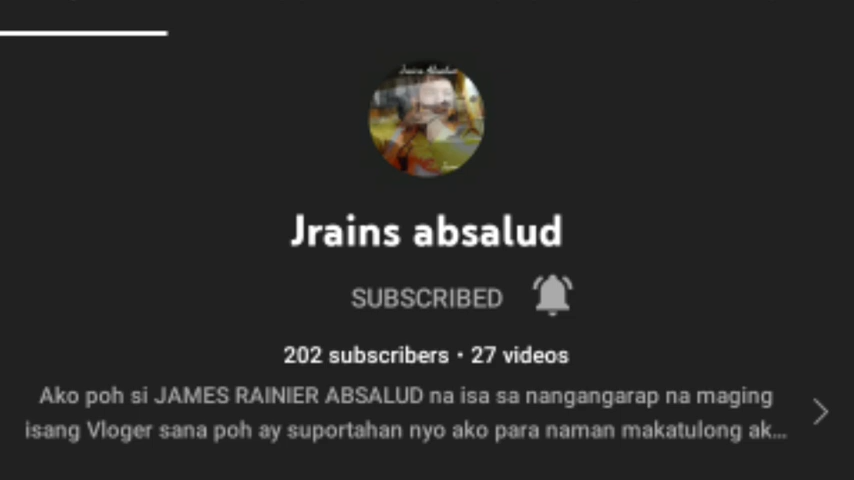 Jrains absalud
SUBSCRIBED
202 subscribers • 27 videos
Ako poh si JAMES RAINIER ABSALUD na isa sa nangangarap na maging
isang Vloger sana poh ay suportahan nyo ako para naman makatulong ak...